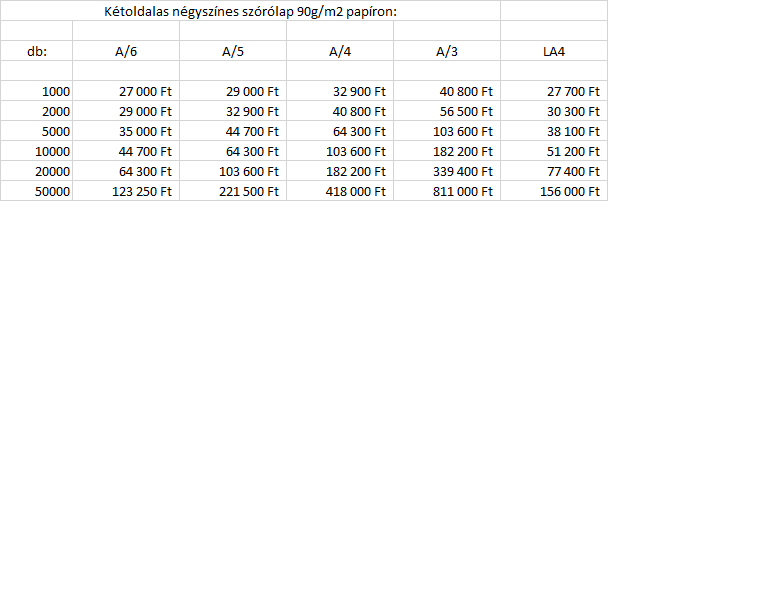 Kétoldalas négyszínes szórólap 90g/m2 papíron:
db: A/6 A/5 A/4 A/3 LA4
1000 27 000 Ft 29 000 Ft 32 900 Ft 40 800 Ft 27 700 Ft
2000 29 000 Ft 32 900 Ft 40 800 Ft 56 500 Ft 30 300 Ft
5000 35 000 Ft 44 700 Ft 64 300 Ft 103 600 Ft 38 100 Ft
10000 44 700 Ft 64 300 Ft 103 600 Ft 182 200 Ft 51 200 Ft
20000 64 300 Ft 103 600 Ft 182 200 Ft 339 400 Ft 77 400 Ft
50000 123 250 Ft 221 500 Ft 418 000 Ft 811 000 Ft 156 000 Ft